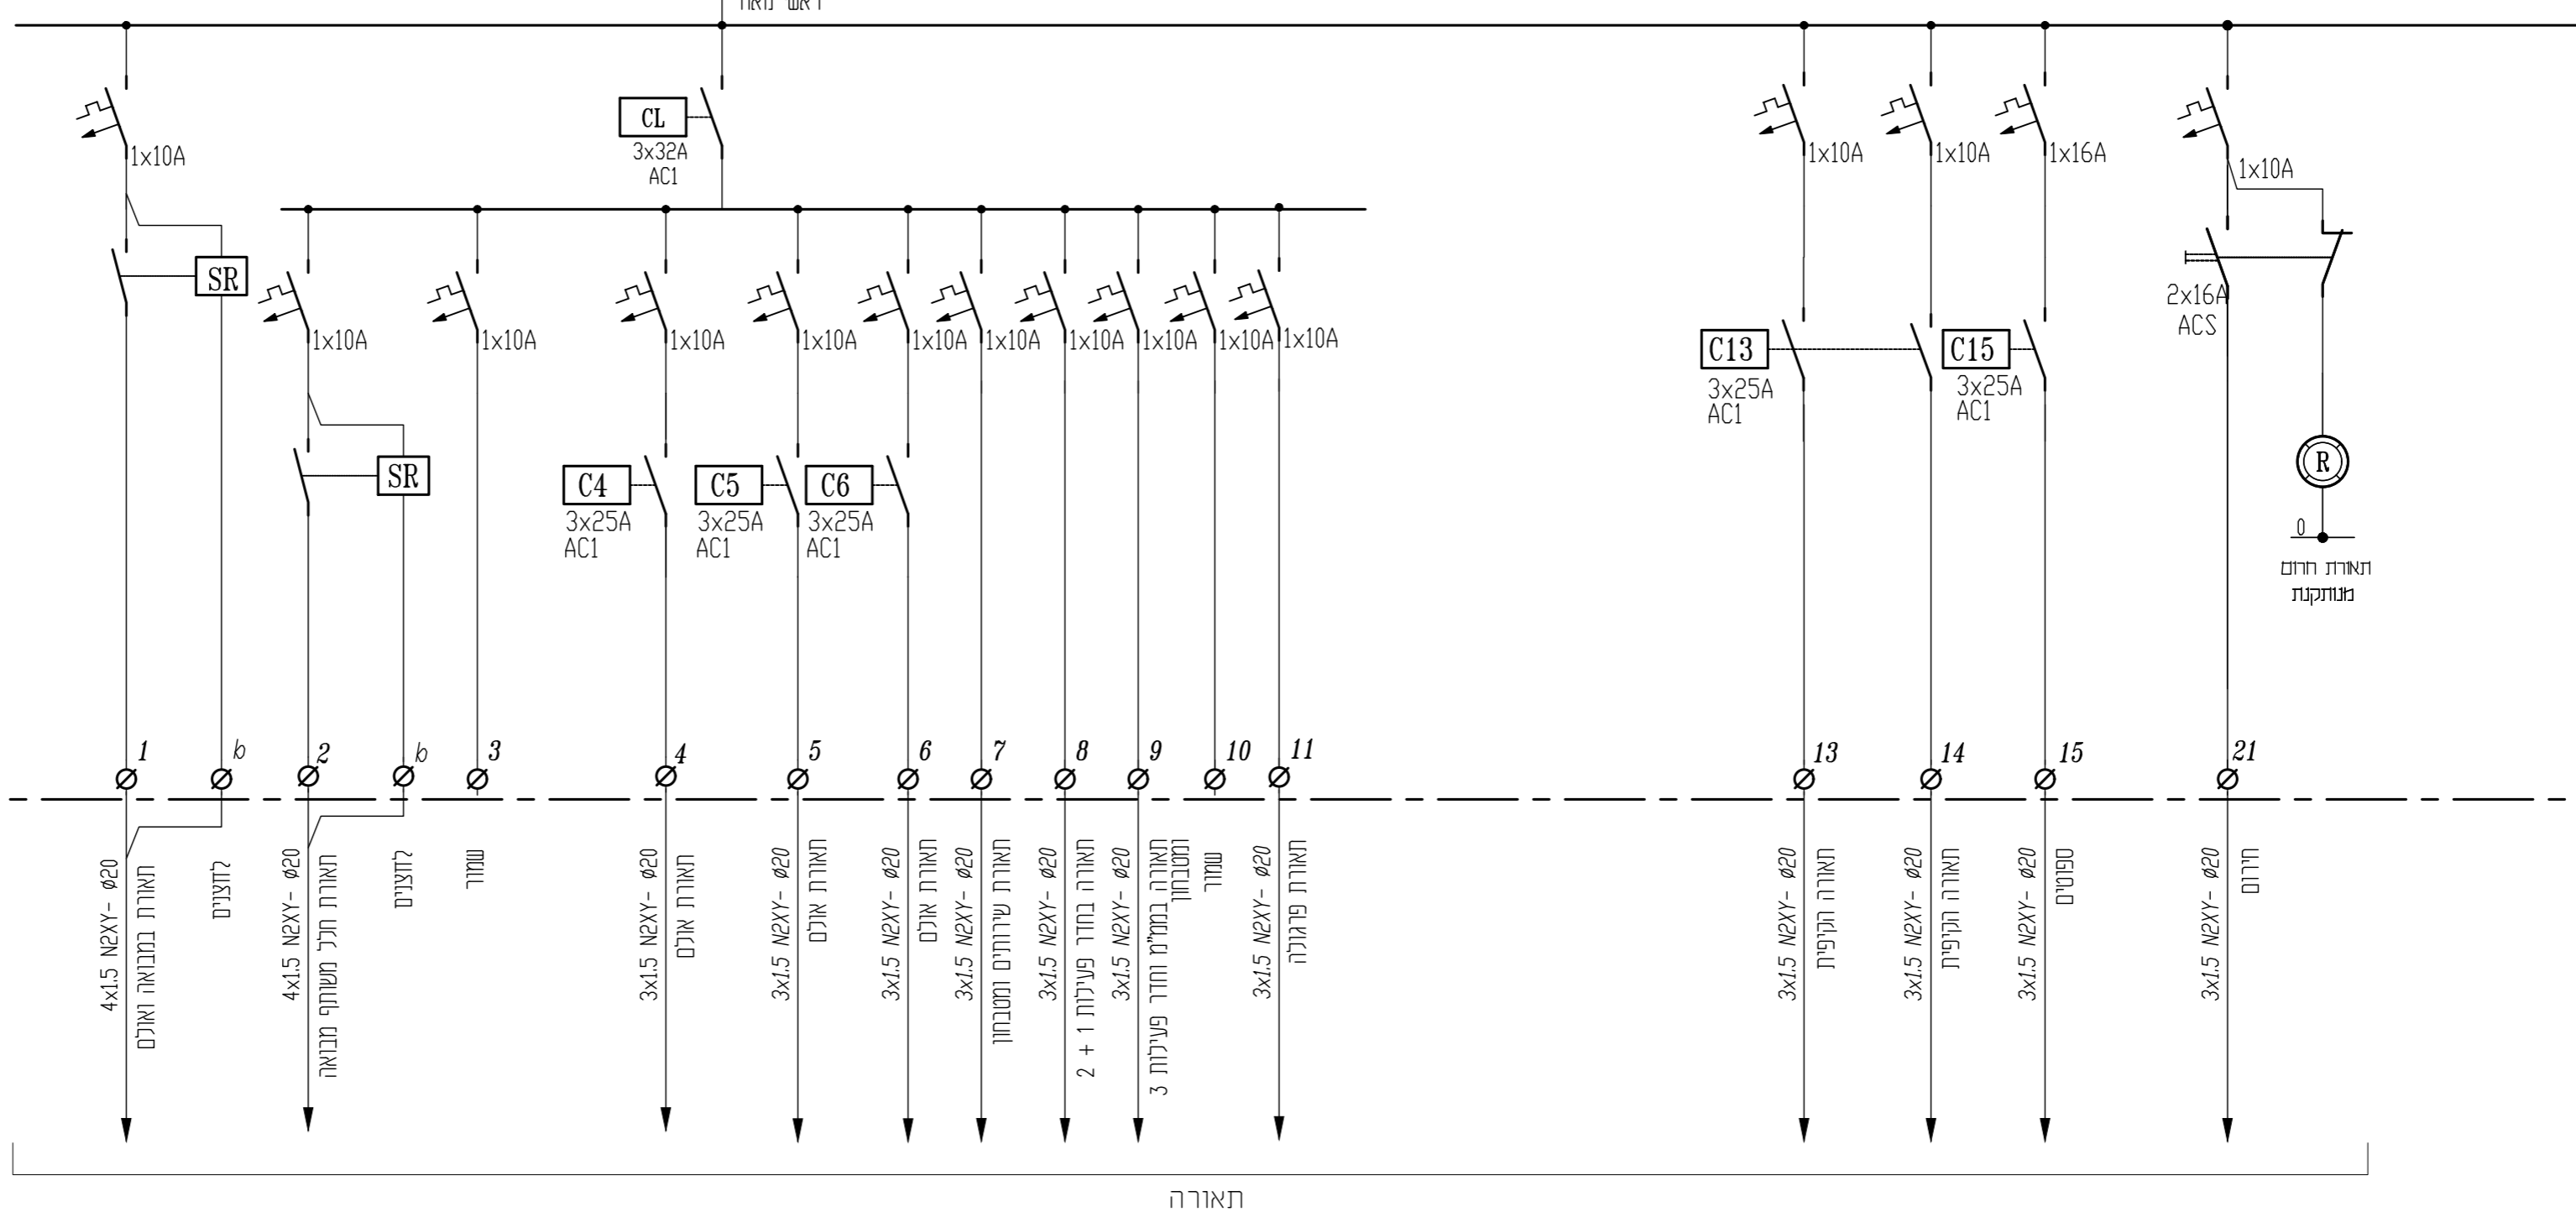 1x10A
CL
3x32A
AC1
1x10A
1x10A
1x16A
1x10A
SR
2x16A
ACS
1x10A
1x10A
1x10A
1x10A
1x10A
1x10A
1x10A
1x10A
1x10A
1x10A
C13
3x25A
AC1
C15
3x25A
AC1
SR
C4
3x25A
AC1
C5
3x25A
AC1
C6
3x25A
AC1
R
0
תאורת חרום
מנותקנת
1
b
2
b
3
4
5
6
7
8
9
10
11
13
14
15
21
4x1.5 N2XY- ø20
תאורת במבואה ואולם
לחצנים
4x1.5 N2XY- ø20
תאורת חלל משותף מבואה
לחצנים
שמור
3x1.5 N2XY- ø20
תאורת אולם
3x1.5 N2XY- ø20
תאורת אולם
3x1.5 N2XY- ø20
תאורת אולם
3x1.5 N2XY- ø20
תאורת שירותים ומטבחון
3x1.5 N2XY- ø20
תאורה בחדר פעילות 1 + 2
3x1.5 N2XY- ø20
תאורה בממ"מ וחדר פעילות 3
ומטבחון
שמור
3x1.5 N2XY- ø20
תאורת פרגולה
3x1.5 N2XY- ø20
תאורה הקיפית
3x1.5 N2XY- ø20
תאורה הקיפית
3x1.5 N2XY- ø20
ספוטים
3x1.5 N2XY- ø20
חירום
תאורה